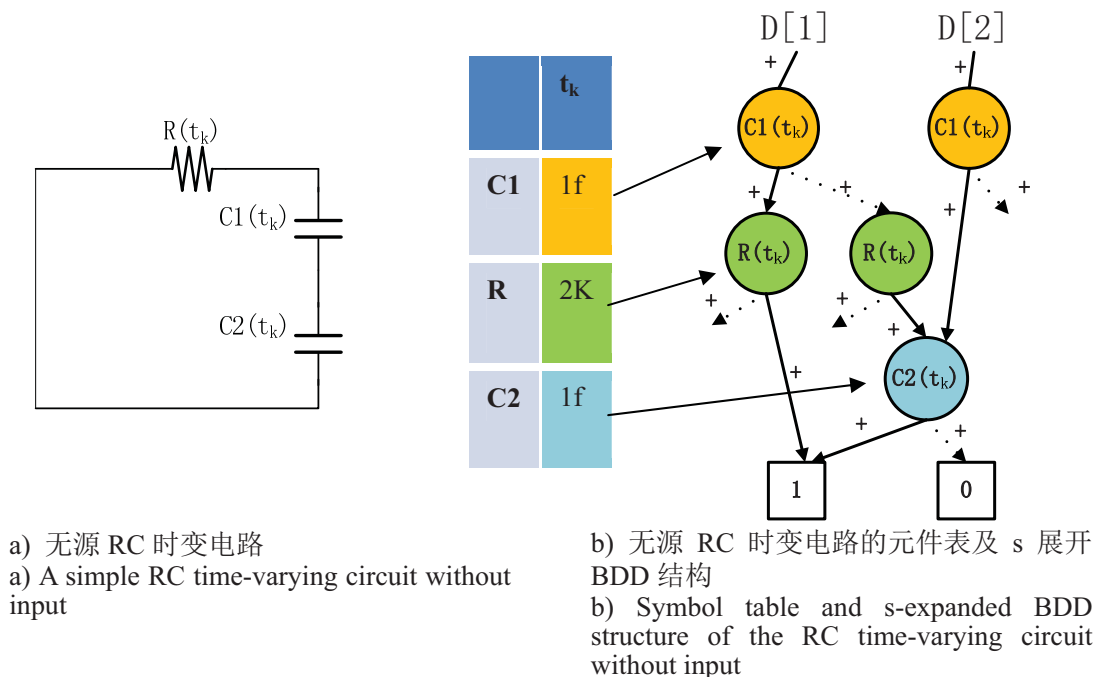 R(tk)
C1(tk)
C2(tk)
tk
C1 1f
R 2K
C2 1f
D[1] D[2]
+ +
C1(tk) C1(tk)
+ + + +
R(tk) R(tk)
+ + +
C2(tk)
+ + +
1 0
a) 无源 RC 时变电路
a) A simple RC time-varying circuit without
input
b) 无源 RC 时变电路的元件表及 s 展开
BDD 结构
b) Symbol table and s-expanded BDD
structure of the RC time-varying circuit
without input